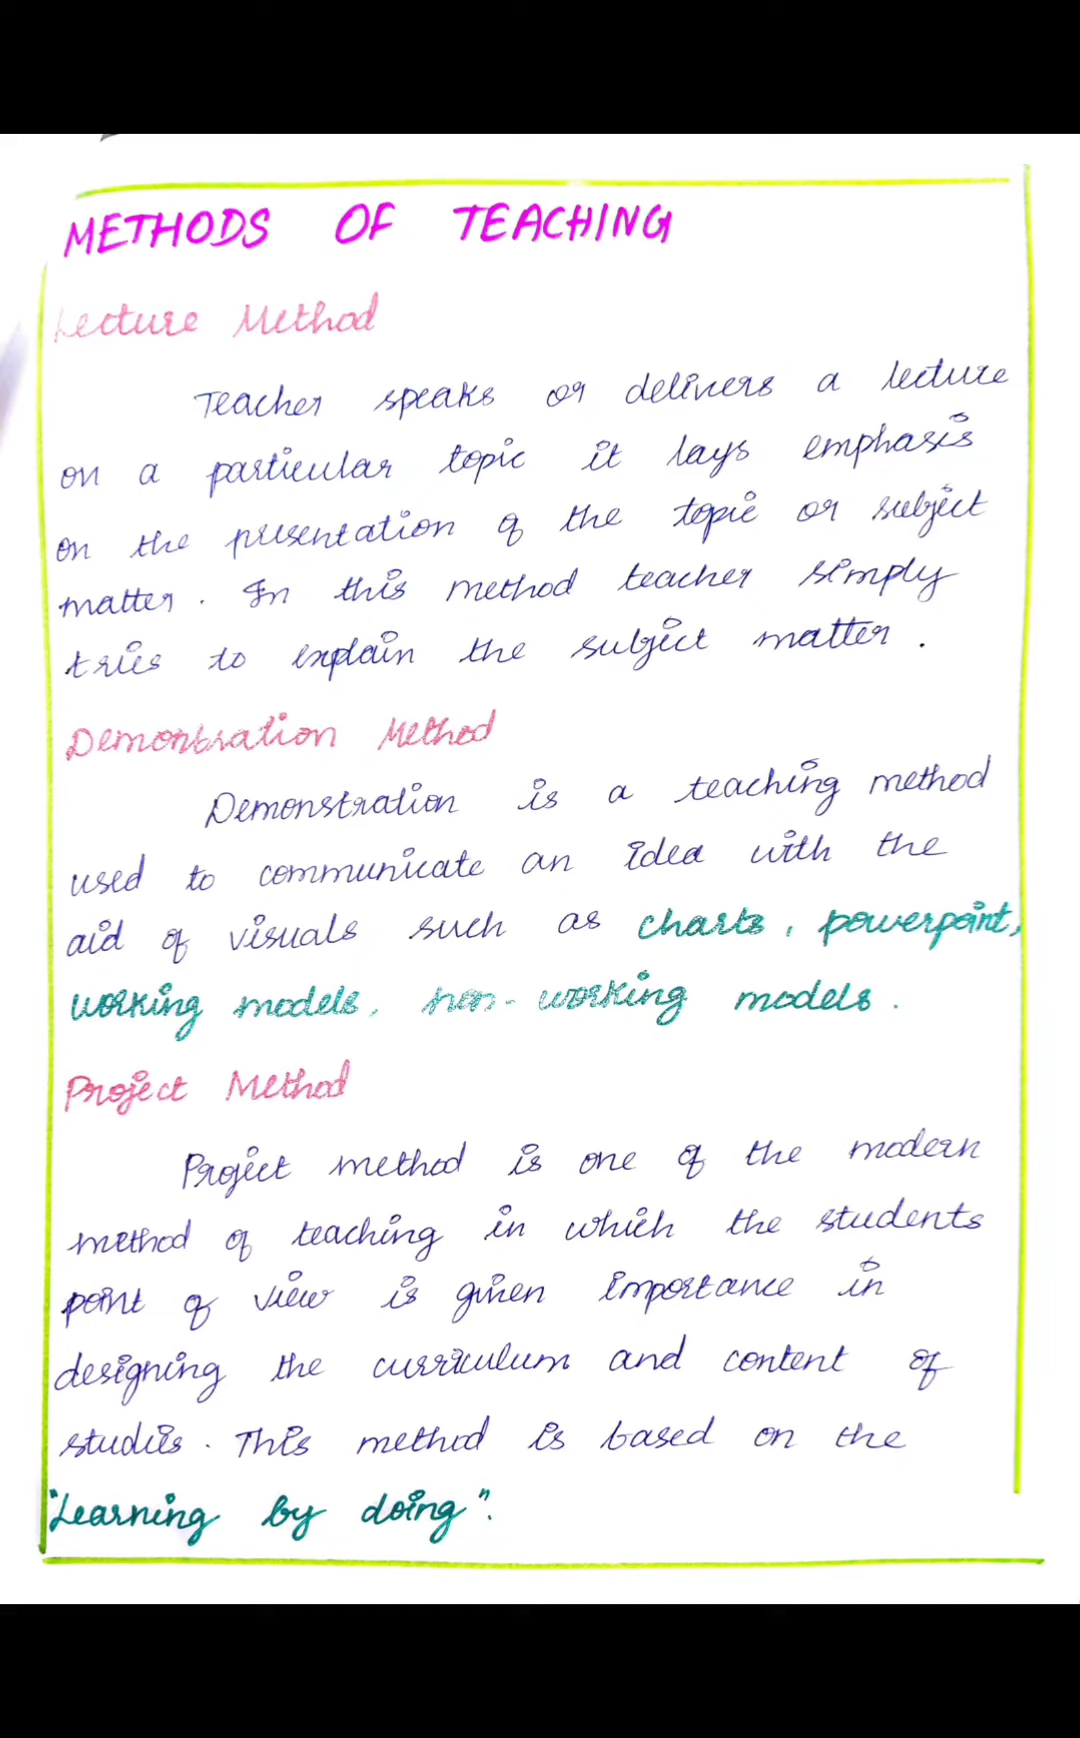 METHODS OF TEACHING
Lecture Method
Teacher speaks or delivers a lecture
on a particular topic it lays emphasis
on the presentation of the topic or subject
matter. In this method teacher simply
tries to explain the subject matter.
Demonstration Method
Demonstration is a teaching method
used to communicate an idea with the
aid of visuals such as charts, powerpoint,
working models, non-working models.
Project Method
Project method is one of the modern
method of teaching in which the students
point of view is given importance in
designing the curriculum and content of
studies. This method is based on the
"Learning by doing".